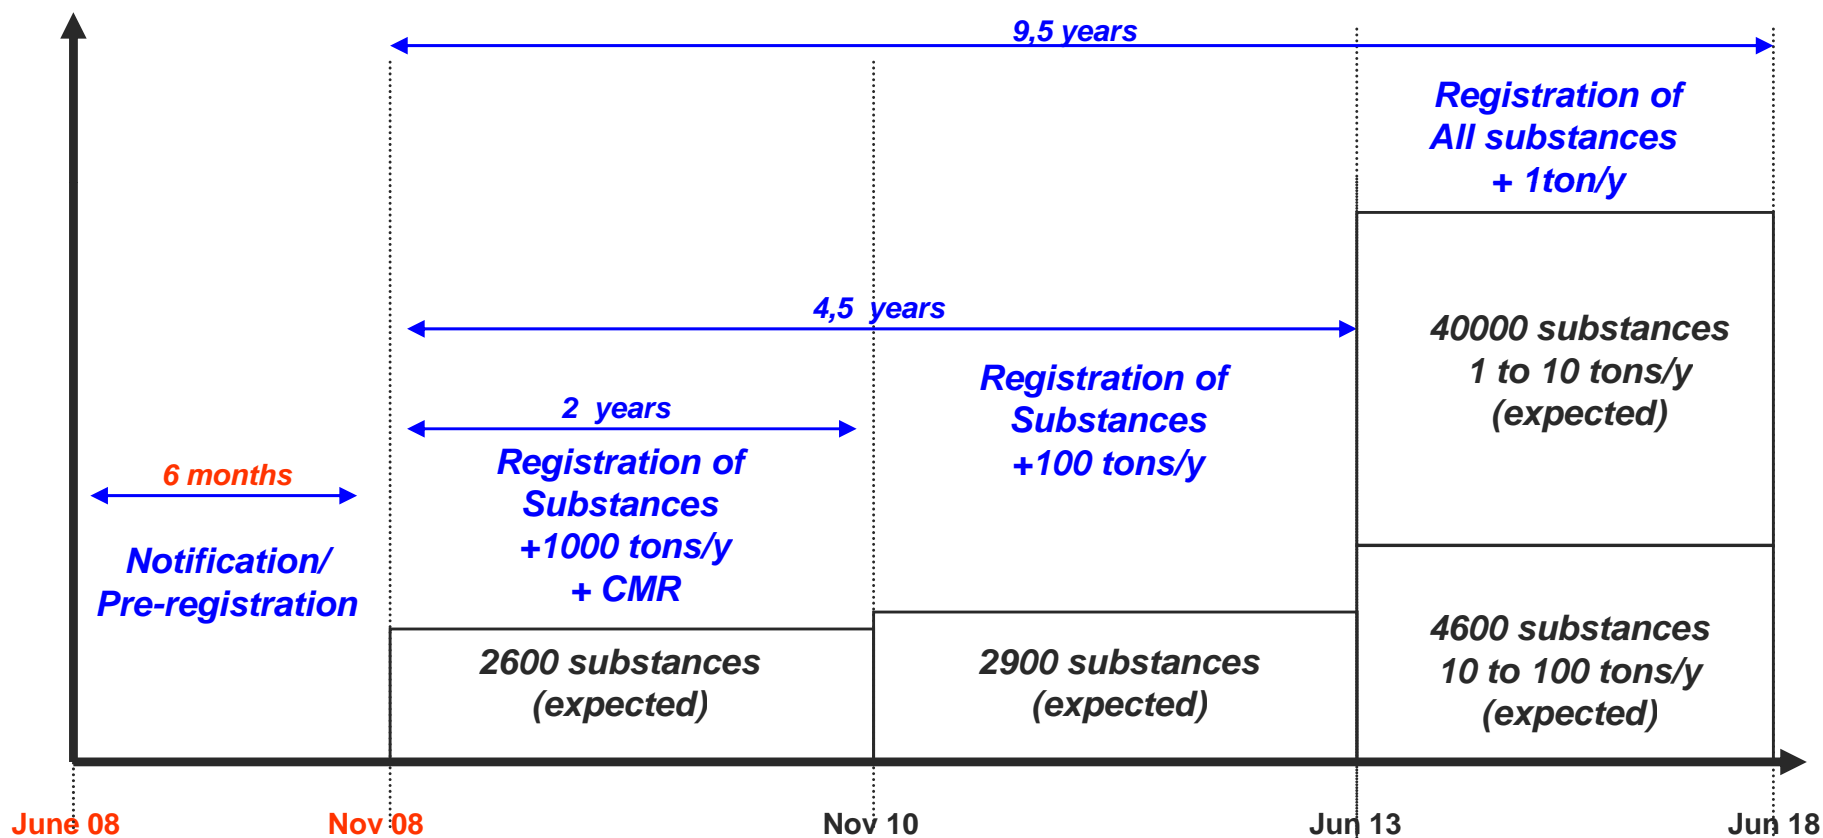 9,5 years
Registration of
All substances
+ 1ton/y
4,5 years
40000 substances
1 to 10 tons/y
(expected)
Registration of
Substances
+100 tons/y
2 years
Registration of
Substances
+1000 tons/y
+ CMR
6 months
Notification/
Pre-registration
2600 substances
(expected)
2900 substances
(expected)
4600 substances
10 to 100 tons/y
(expected)
June 08
Nov 08
Nov 10
Jun 13
Jun 18